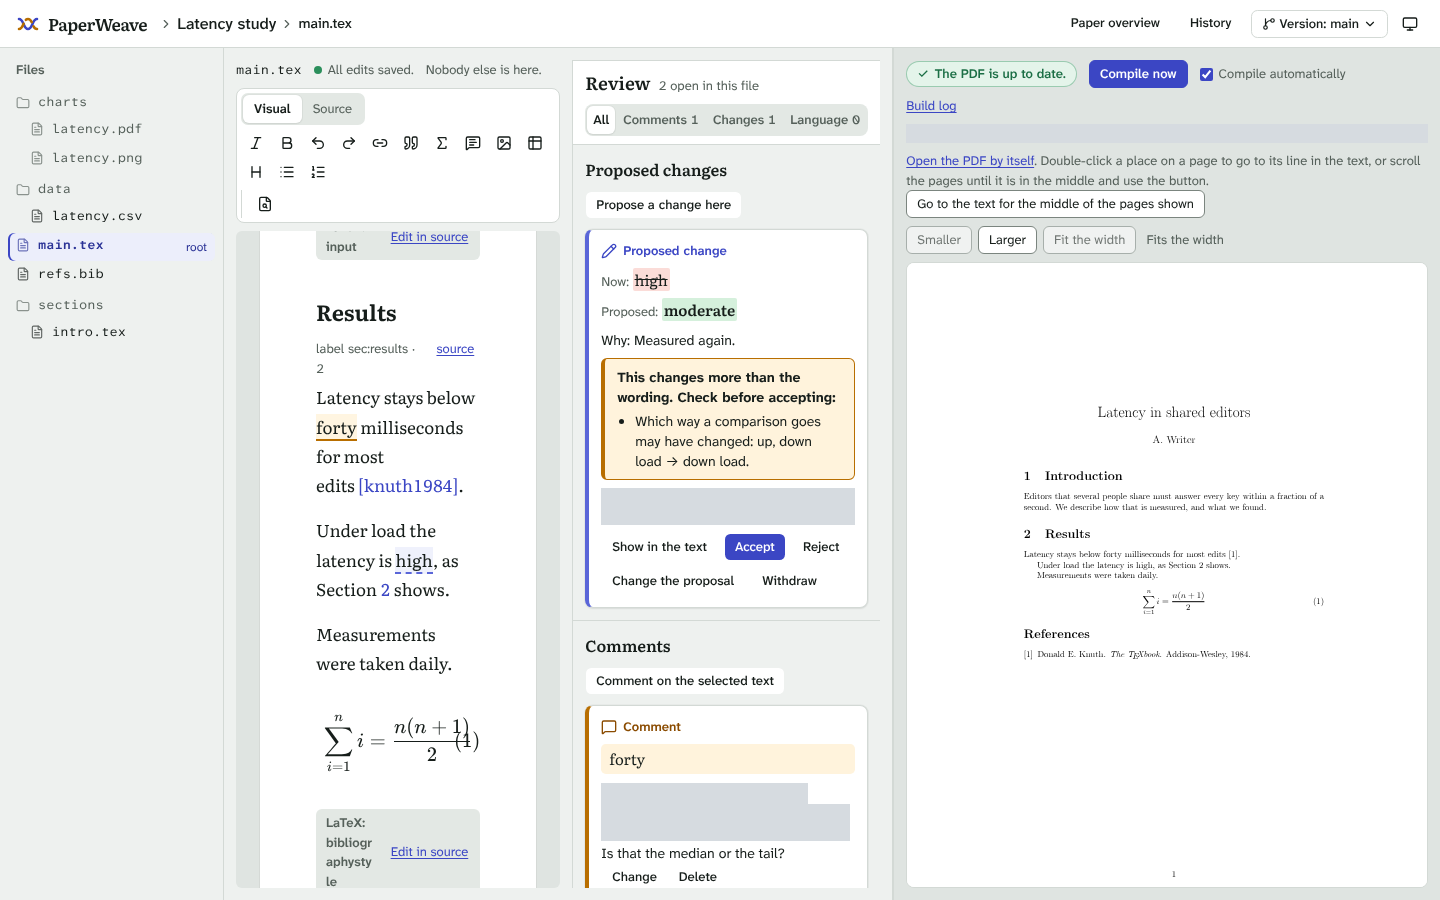 PaperWeave
Latency study
main.tex
Paper overview
History
Version: main
Files
charts
latency.pdf
latency.png
data
latency.csv
main.tex
root
refs.bib
sections
intro.tex
main.tex
All edits saved.
Nobody else is here.
Visual
Source
input
Edit in source
Results
label sec:results ·
2
source
Latency stays below
forty milliseconds
for most
edits [knuth1984].
Under load the
latency is high, as
Section 2 shows.
Measurements
were taken daily.
n
∑ i = n(n + 1) / 2 (1)
i=1
LaTeX:
bibliogr
aphysty
le
Edit in source
Review
2 open in this file
All
Comments 1
Changes 1
Language 0
Proposed changes
Propose a change here
Proposed change
Now: high
Proposed: moderate
Why: Measured again.
This changes more than the
wording. Check before accepting:
• Which way a comparison goes
may have changed: up, down
load → down load.
Show in the text
Accept
Reject
Change the proposal
Withdraw
Comments
Comment on the selected text
Comment
forty
Is that the median or the tail?
Change
Delete
The PDF is up to date.
Compile now
Compile automatically
Build log
Open the PDF by itself. Double-click a place on a page to go to its line in the text, or scroll
the pages until it is in the middle and use the button.
Go to the text for the middle of the pages shown
Smaller
Larger
Fit the width
Fits the width
Latency in shared editors
A. Writer
1 Introduction
Editors that several people share must answer every key within a fraction of a
second. We describe how that is measured, and what we found.
2 Results
Latency stays below forty milliseconds for most edits [1].
Under load the latency is high, as Section 2 shows.
Measurements were taken daily.
n
∑ i = n(n + 1) / 2 (1)
i=1
References
[1] Donald E. Knuth. The TeXbook. Addison-Wesley, 1984.
1